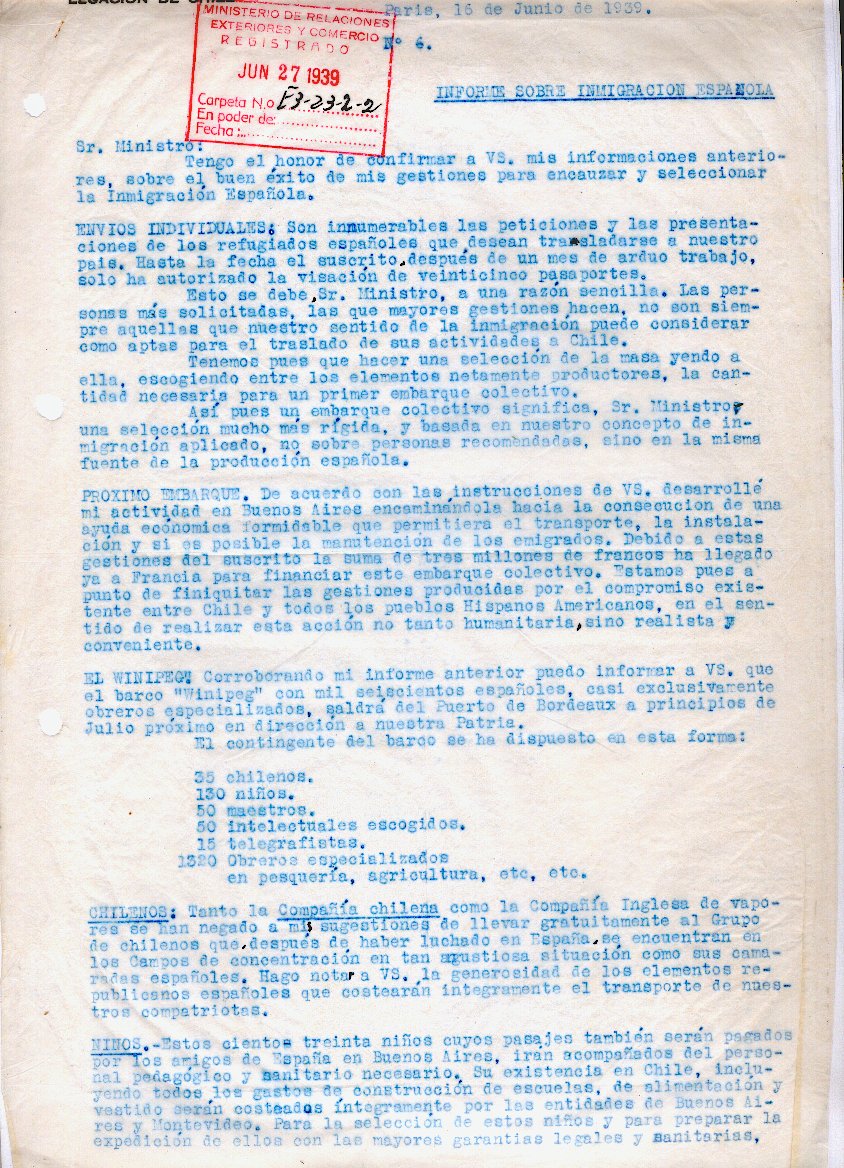 LEGACION DE CHILE
MINISTERIO DE RELACIONES
EXTERIORES Y COMERCIO
REGISTRADO
JUN 27 1939
Carpeta N.o E3-23-2-2
En poder de:
Fecha:
Paris, 16 de Junio de 1939.
Nº 6.
INFORME SOBRE INMIGRACION ESPAÑOLA
Sr. Ministro:
Tengo el honor de confirmar a VS. mis informaciones anterio-
res, sobre el buen éxito de mis gestiones para encauzar y seleccionar
la Inmigración Española.
ENVIOS INDIVIDUALES: Son innumerables las peticiones y las presenta-
ciones de los refugiados españoles que desean trasladarse a nuestro
pais. Hasta la fecha el suscrito, después de un mes de arduo trabajo,
solo ha autorizado la visación de veinticinco pasaportes.
Esto se debe, Sr. Ministro, a una razón sencilla. Las per-
sonas más solicitadas, las que mayores gestiones hacen, no son siem-
pre aquellas que nuestro sentido de la inmigración puede considerar
como aptas para el traslado de sus actividades a Chile.
Tenemos pues que hacer una selección de la masa yendo a
ella, escogiendo entre los elementos netamente productores, la can-
tidad necesaria para un primer embarque colectivo.
Así pues un embarque colectivo significa, Sr. Ministro,
una selección mucho más rígida, y basada en nuestro concepto de in-
migración aplicado, no sobre personas recomendadas, sino en la misma
fuente de la producción española.
PROXIMO EMBARQUE. De acuerdo con las instrucciones de VS. desarrollé
mi actividad en Buenos Aires encaminándola hacia la consecución de una
ayuda económica formidable que permitiera el transporte, la instala-
ción y si es posible la manutención de los emigrados. Debido a estas
gestiones del suscrito la suma de tres millones de francos ha llegado
ya a Francia para financiar este embarque colectivo. Estamos pues a
punto de finiquitar las gestiones producidas por el compromiso exis-
tente entre Chile y todos los pueblos Hispanos Americanos, en el sen-
tido de realizar esta acción no tanto humanitaria, sino realista y
conveniente.
EL WINIPEG: Corroborando mi informe anterior puedo informar a VS. que
el barco "Winipeg" con mil seiscientos españoles, casi exclusivamente
obreros especializados, saldrá del Puerto de Bordeaux a principios de
Julio próximo en dirección a nuestra Patria.
El contingente del barco se ha dispuesto en esta forma:
35 chilenos.
130 niños.
50 maestros.
50 intelectuales escogidos.
15 telegrafistas.
1320 Obreros especializados
en pesquería, agricultura, etc, etc.
CHILENOS: Tanto la Compañía chilena como la Compañía Inglesa de vapo-
res se han negado a mis sugestiones de llevar gratuitamente al Grupo
de chilenos que, después de haber luchado en España, se encuentran en
los Campos de concentración en tan agustiosa situación como sus cama-
radas españoles. Hago notar a VS. la generosidad de los elementos re-
publicanos españoles que costearán integramente el transporte de nues-
tros compatriotas.
NINOS.-Estos cientos treinta niños cuyos pasajes también serán pagados
por los amigos de España en Buenos Aires, irán acompañados del perso-
nal pedagógico y sanitario necesario. Su existencia en Chile, inclu-
yendo todos los gastos de construcción de escuelas, de alimentación y
vestido serán costeados íntegramente por las entidades de Buenos Ai-
res y Montevideo. Para la selección de estos niños y para preparar la
expedición de ellos con las mayores garantias legales y sanitarias,